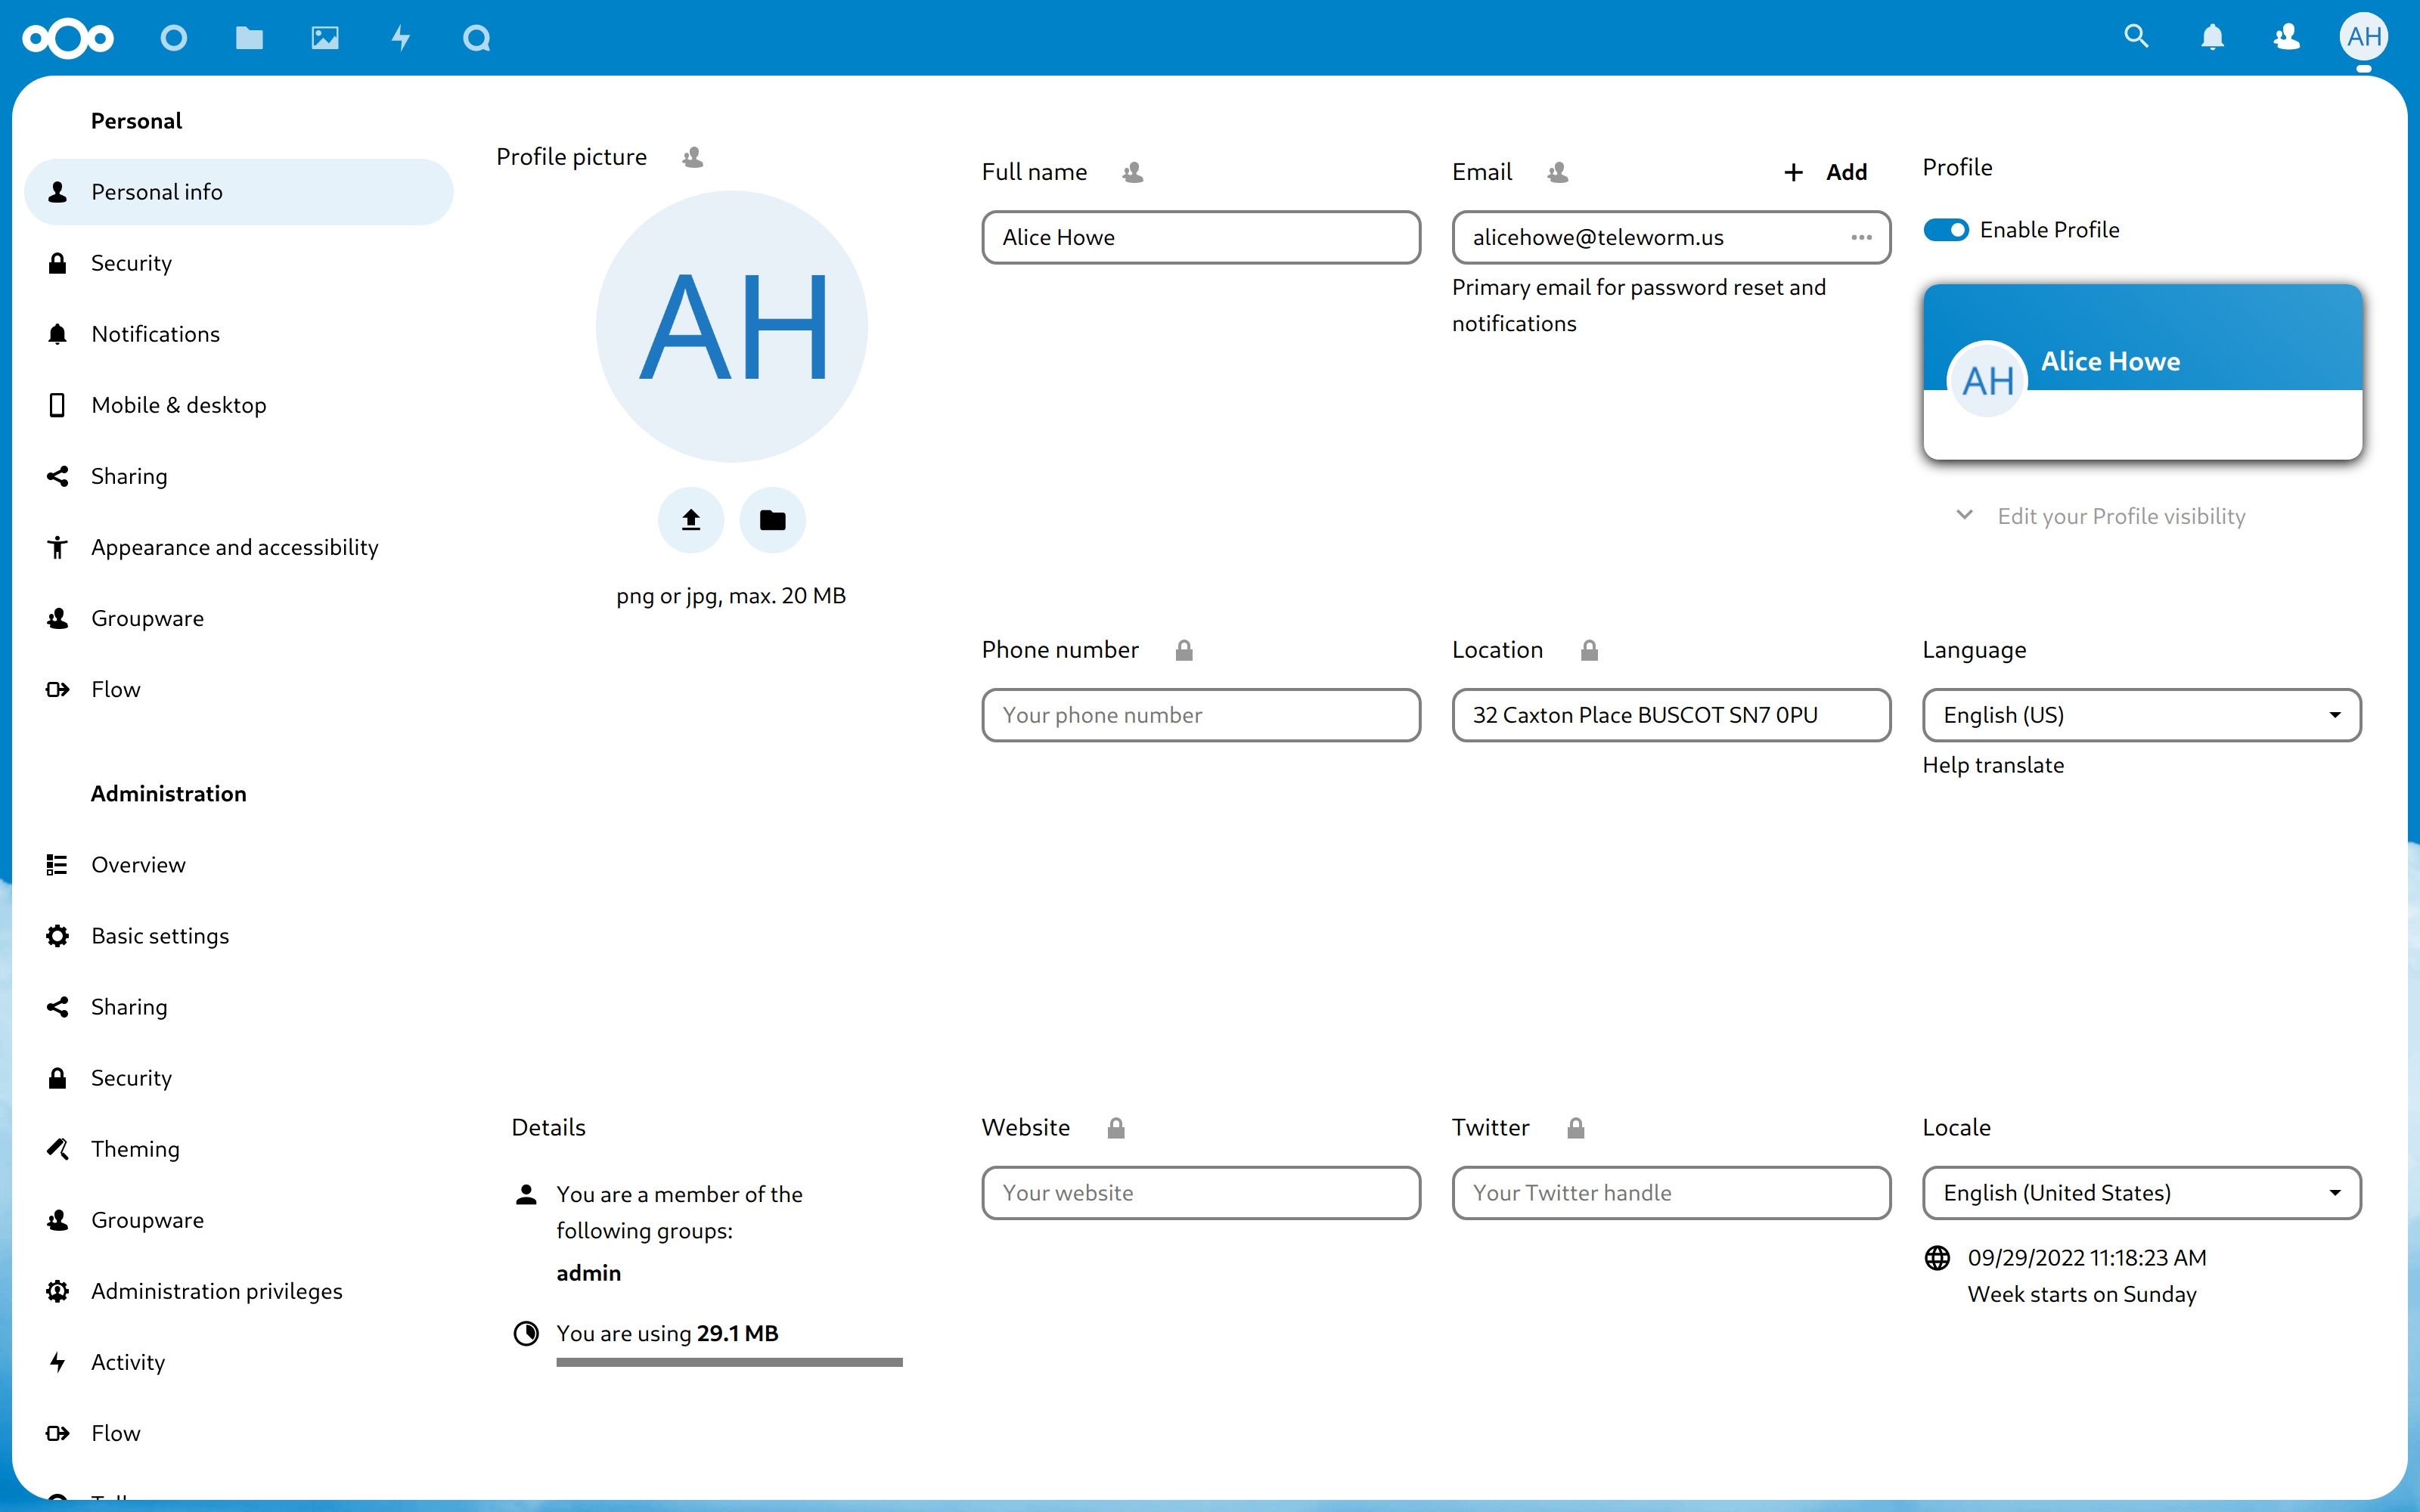 AH
Personal
Personal info
Security
Notifications
Mobile & desktop
Sharing
Appearance and accessibility
Groupware
Flow
Administration
Overview
Basic settings
Sharing
Security
Theming
Groupware
Administration privileges
Activity
Flow
Profile picture
AH
png or jpg, max. 20 MB
Full name
Alice Howe
Email
Add
alicehowe@teleworm.us
Primary email for password reset and
notifications
Profile
Enable Profile
AH
Alice Howe
Edit your Profile visibility
Phone number
Your phone number
Location
32 Caxton Place BUSCOT SN7 0PU
Language
English (US)
Help translate
Details
You are a member of the
following groups:
admin
You are using 29.1 MB
Website
Your website
Twitter
Your Twitter handle
Locale
English (United States)
09/29/2022 11:18:23 AM
Week starts on Sunday